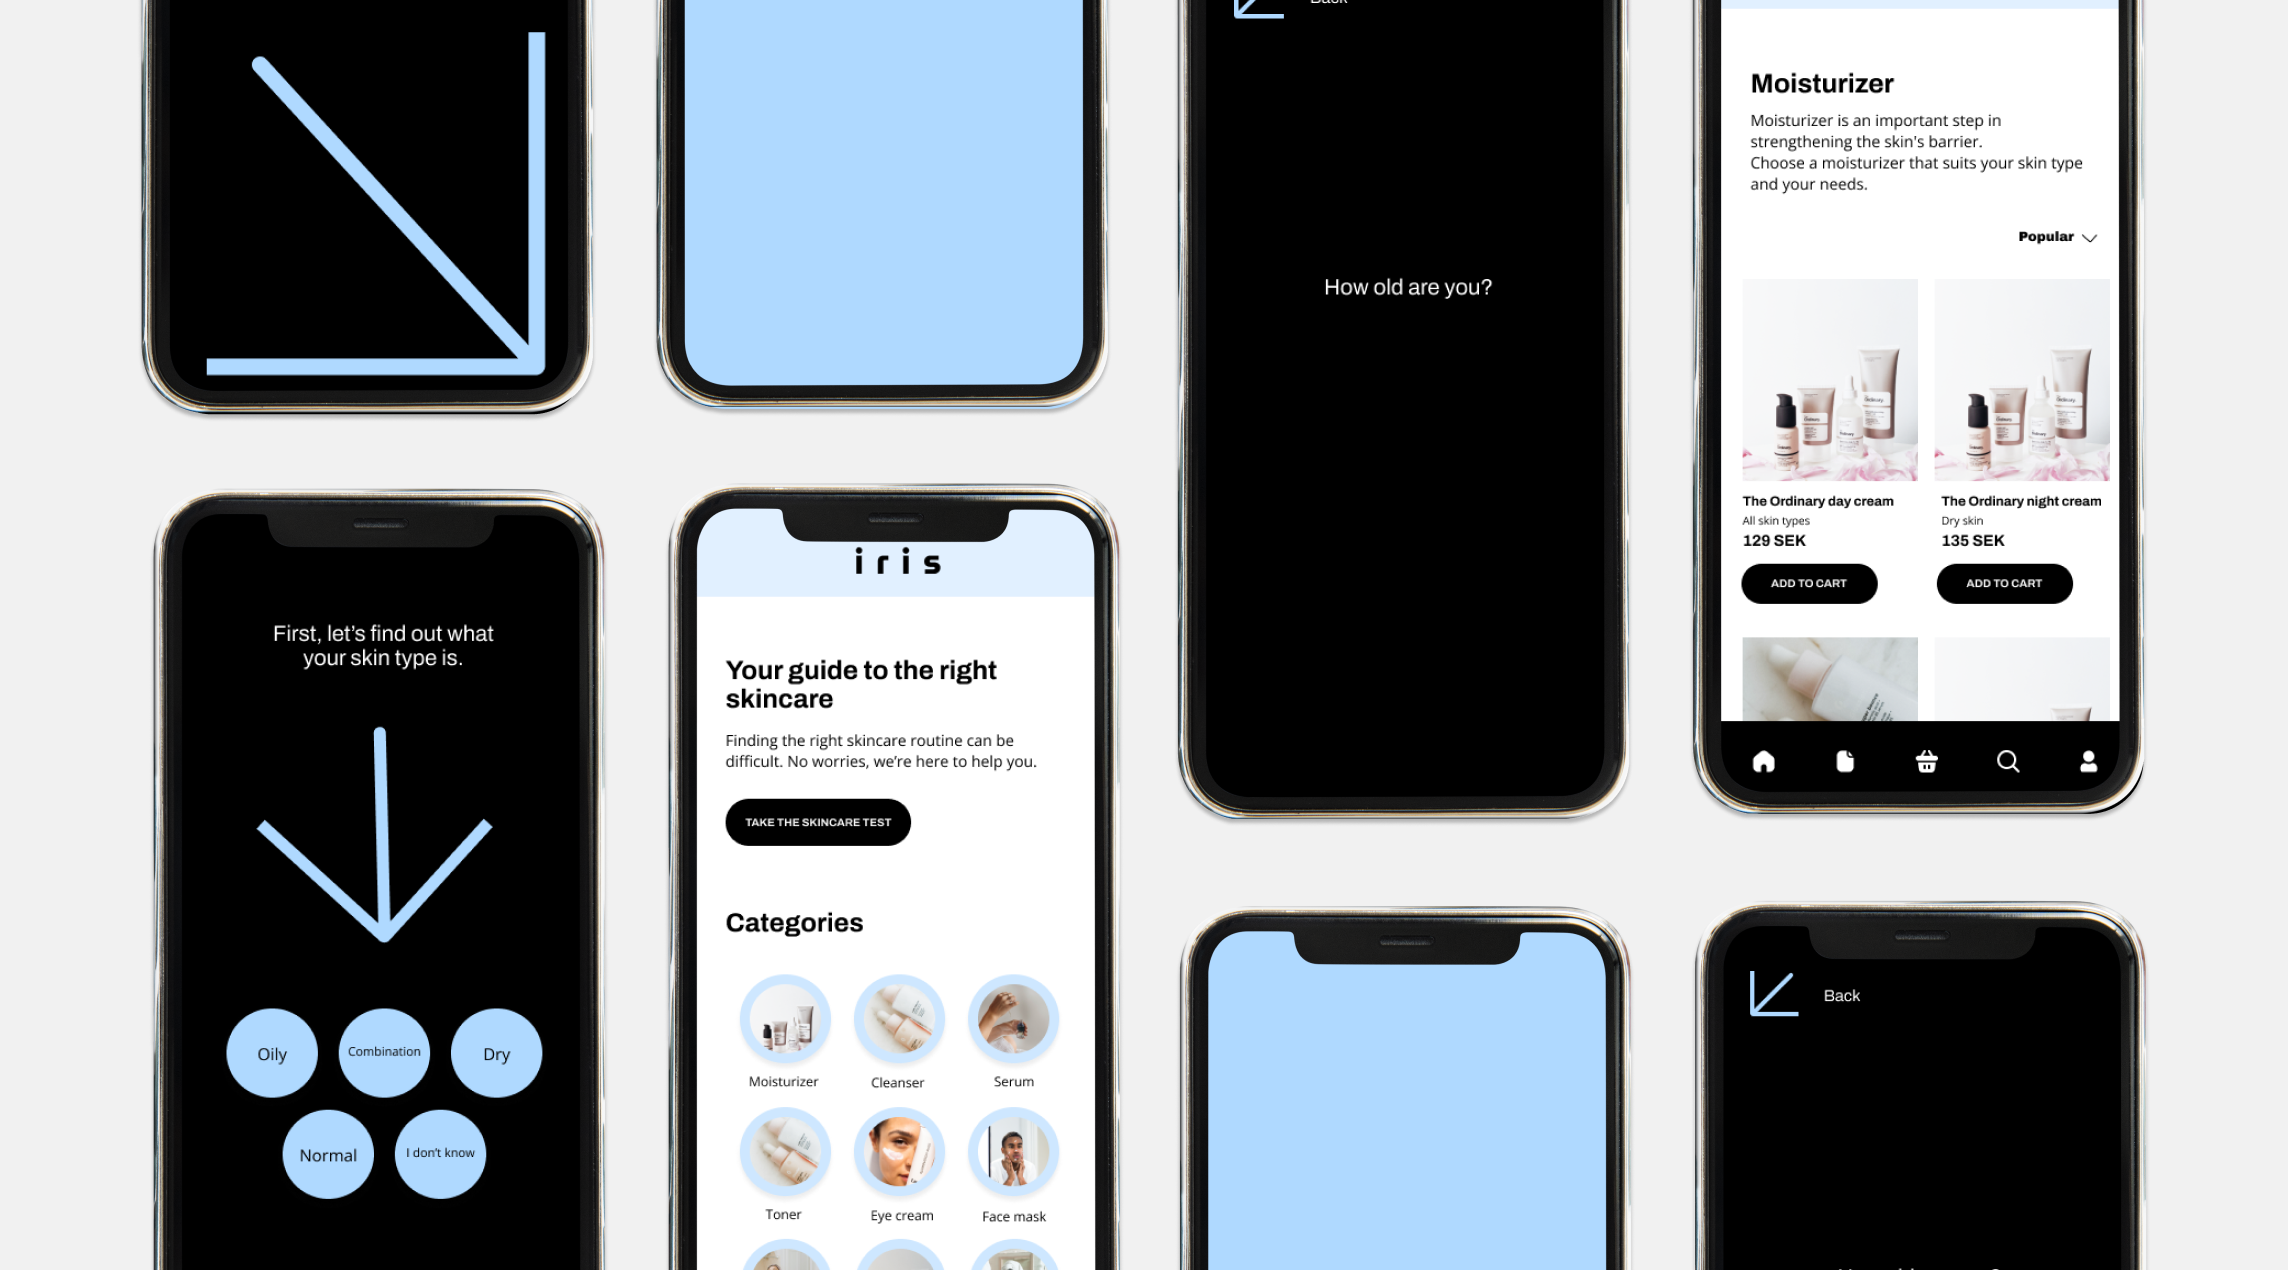 First, let's find out what
your skin type is.
Oily
Combination
Dry
Normal
I don't know
iris
Your guide to the right
skincare
Finding the right skincare routine can be
difficult. No worries, we're here to help you.
TAKE THE SKINCARE TEST
Categories
Moisturizer
Cleanser
Serum
Toner
Eye cream
Face mask
Back
How old are you?
Moisturizer
Moisturizer is an important step in
strengthening the skin's barrier.
Choose a moisturizer that suits your skin type
and your needs.
Popular
The Ordinary day cream
All skin types
129 SEK
ADD TO CART
The Ordinary night cream
Dry skin
135 SEK
ADD TO CART
Back